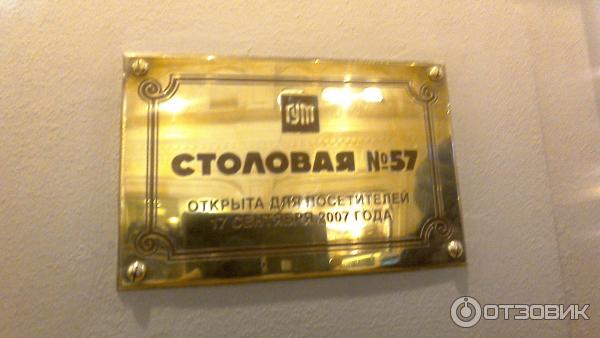 ГУМ
СТОЛОВАЯ №57
ОТКРЫТА ДЛЯ ПОСЕТИТЕЛЕЙ
17 СЕНТЯБРЯ 2007 ГОДА
ОТЗОВИК